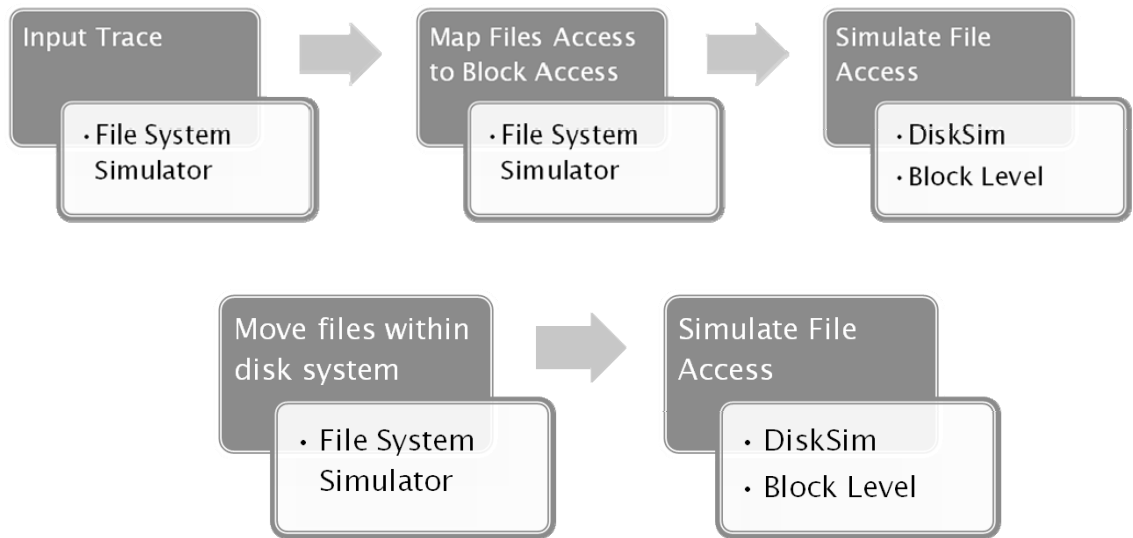 Input Trace
· File System
Simulator
Map Files Access
to Block Access
· File System
Simulator
Simulate File
Access
· DiskSim
· Block Level
Move files within
disk system
· File System
Simulator
Simulate File
Access
· DiskSim
· Block Level